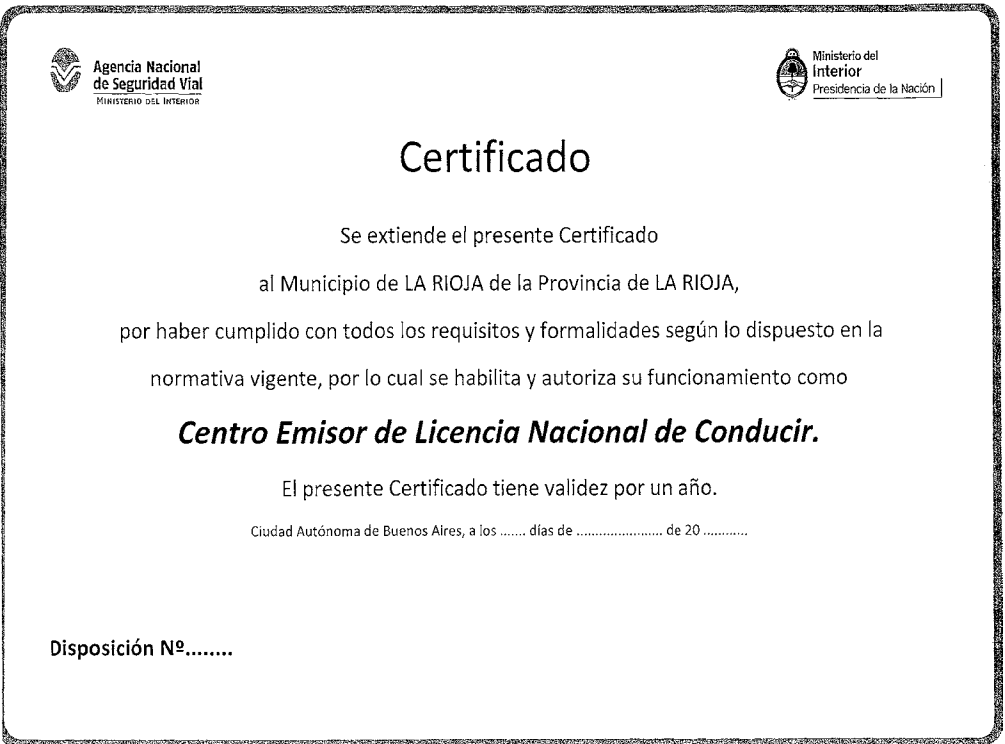 Agencia Nacional
de Seguridad Vial
MINISTERIO DEL INTERIOR
Ministerio del
Interior
Presidencia de la Nación
Certificado
Se extiende el presente Certificado
al Municipio de LA RIOJA de la Provincia de LA RIOJA,
por haber cumplido con todos los requisitos y formalidades según lo dispuesto en la
normativa vigente, por lo cual se habilita y autoriza su funcionamiento como
Centro Emisor de Licencia Nacional de Conducir.
El presente Certificado tiene validez por un año.
Ciudad Autónoma de Buenos Aires, a los ....... días de ....................... de 20 ............
Disposición Nº........